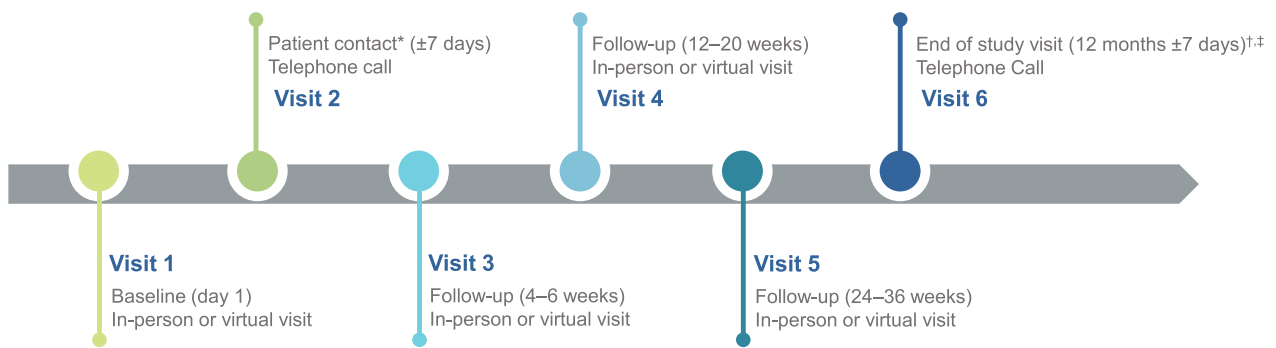 Patient contact* (±7 days)
Telephone call
Visit 2
Follow-up (12–20 weeks)
In-person or virtual visit
Visit 4
End of study visit (12 months ±7 days)†,‡
Telephone Call
Visit 6
Visit 1
Baseline (day 1)
In-person or virtual visit
Visit 3
Follow-up (4–6 weeks)
In-person or virtual visit
Visit 5
Follow-up (24–36 weeks)
In-person or virtual visit